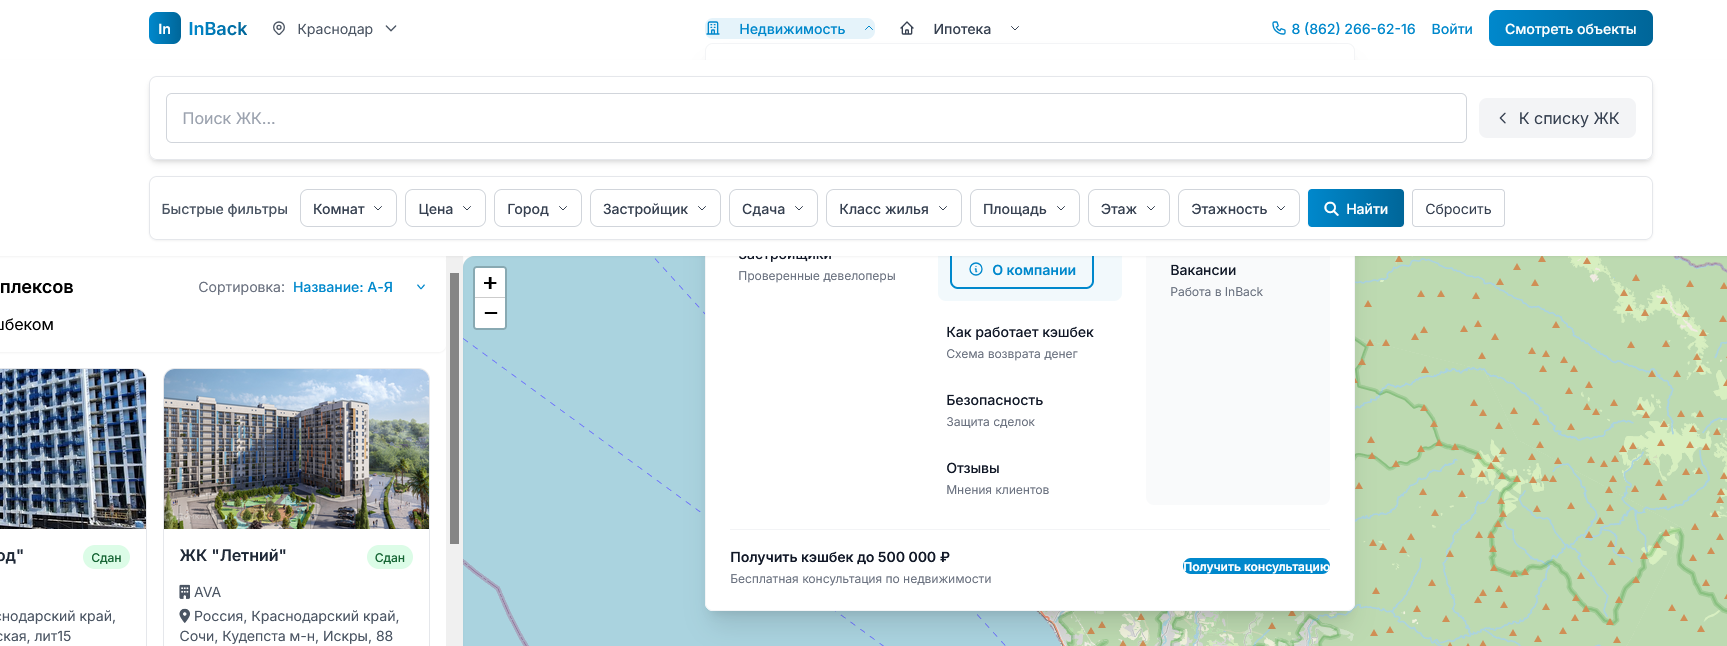 In InBack
Краснодар
Недвижимость
Ипотека
8 (862) 266-62-16
Войти
Смотреть объекты
Поиск ЖК...
К списку ЖК
Быстрые фильтры
Комнат
Цена
Город
Застройщик
Сдача
Класс жилья
Площадь
Этаж
Этажность
Найти
Сбросить
плексов
Сортировка: Название: А-Я
шбеком
од"
Сдан
снодарский край,
ская, лит15
ЖК "Летний"
Сдан
AVA
Россия, Краснодарский край,
Сочи, Кудепста м-н, Искры, 88
+
−
Застройщики
Проверенные девелоперы
О компании
Как работает кэшбек
Схема возврата денег
Безопасность
Защита сделок
Отзывы
Мнения клиентов
Вакансии
Работа в InBack
Получить кэшбек до 500 000 ₽
Бесплатная консультация по недвижимости
Получить консультацию